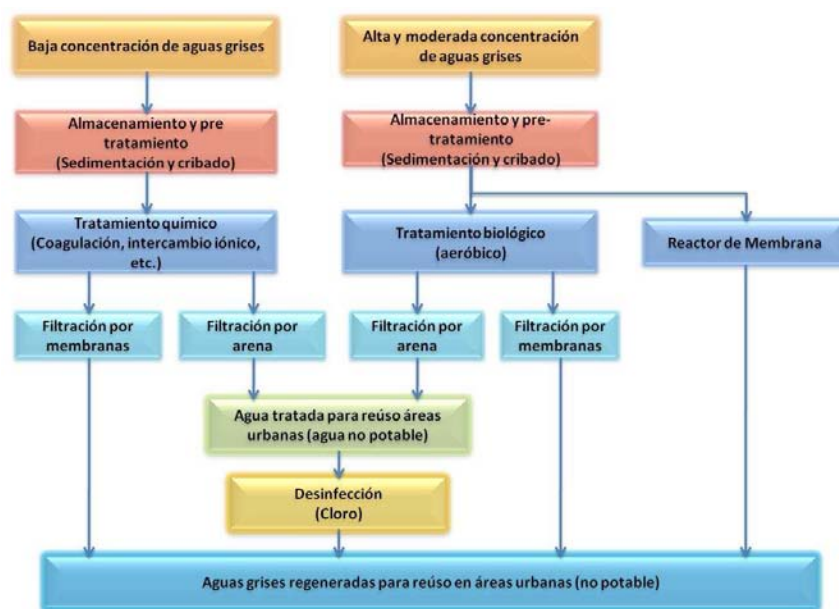 Baja concentración de aguas grises
Alta y moderada concentración
de aguas grises
Almacenamiento y pre
tratamiento
(Sedimentación y cribado)
Almacenamiento y pre-
tratamiento
(Sedimentación y cribado)
Tratamiento químico
(Coagulación, intercambio iónico,
etc.)
Tratamiento biológico
(aeróbico)
Reactor de Membrana
Filtración por
membranas
Filtración por
arena
Filtración por
arena
Filtración por
membranas
Agua tratada para reúso áreas
urbanas (agua no potable)
Desinfección
(Cloro)
Aguas grises regeneradas para reúso en áreas urbanas (no potable)